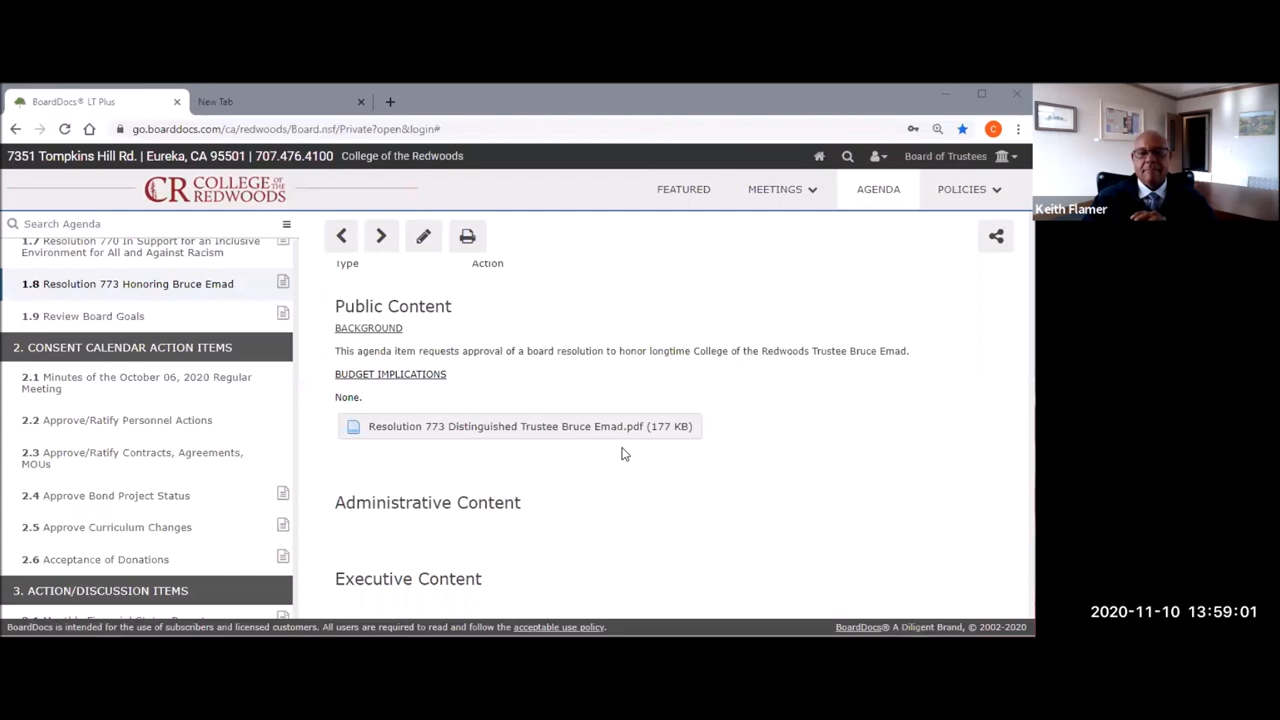 BoardDocs® LT Plus
New Tab
go.boarddocs.com/ca/redwoods/Board.nsf/Private?open&login#
C
7351 Tompkins Hill Rd. | Eureka, CA 95501 | 707.476.4100 College of the Redwoods
Board of Trustees
CR COLLEGE OF THE REDWOODS
FEATURED
MEETINGS
AGENDA
POLICIES
Search Agenda
1.7 Resolution 770 In Support for an Inclusive
Environment for All and Against Racism
1.8 Resolution 773 Honoring Bruce Emad
1.9 Review Board Goals
2. CONSENT CALENDAR ACTION ITEMS
2.1 Minutes of the October 06, 2020 Regular
Meeting
2.2 Approve/Ratify Personnel Actions
2.3 Approve/Ratify Contracts, Agreements,
MOUs
2.4 Approve Bond Project Status
2.5 Approve Curriculum Changes
2.6 Acceptance of Donations
3. ACTION/DISCUSSION ITEMS
Type Action
Public Content
BACKGROUND
This agenda item requests approval of a board resolution to honor longtime College of the Redwoods Trustee Bruce Emad.
BUDGET IMPLICATIONS
None.
Resolution 773 Distinguished Trustee Bruce Emad.pdf (177 KB)
Administrative Content
Executive Content
BoardDocs is intended for the use of subscribers and licensed customers. All users are required to read and follow the acceptable use policy.
BoardDocs® A Diligent Brand, © 2002-2020
Keith Flamer
2020-11-10 13:59:01